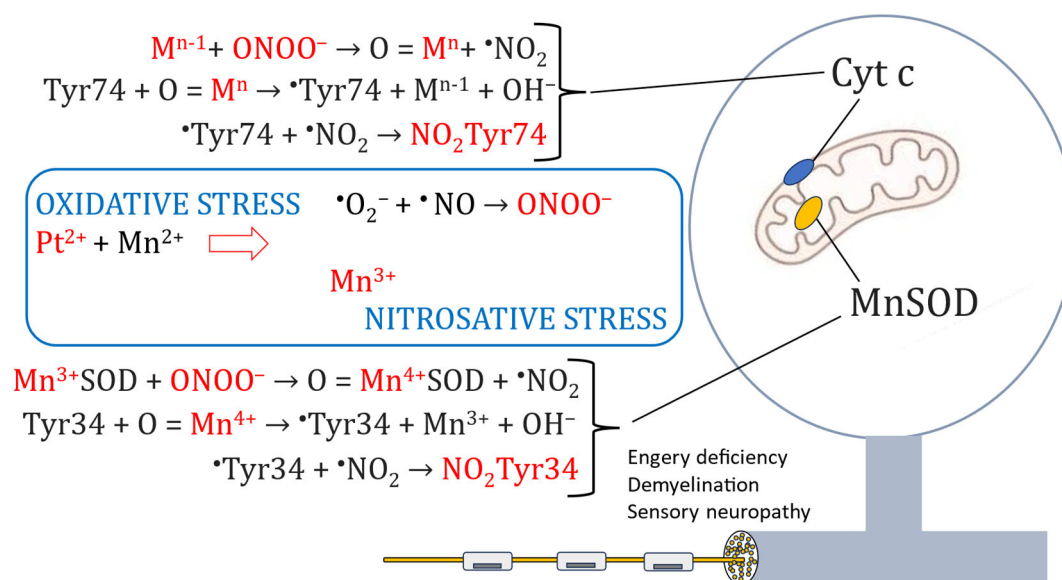 Mⁿ⁻¹+ ONOO⁻ → O = Mⁿ+ •NO₂
Tyr74 + O = Mⁿ → •Tyr74 + Mⁿ⁻¹ + OH⁻
•Tyr74 + •NO₂ → NO₂Tyr74
Cyt c
OXIDATIVE STRESS •O₂⁻ + • NO → ONOO⁻
Pt²⁺ + Mn²⁺
Mn³⁺
NITROSATIVE STRESS
MnSOD
Mn³⁺SOD + ONOO⁻ → O = Mn⁴⁺SOD + •NO₂
Tyr34 + O = Mn⁴⁺ → •Tyr34 + Mn³⁺ + OH⁻
•Tyr34 + •NO₂ → NO₂Tyr34
Engery deficiency
Demyelination
Sensory neuropathy